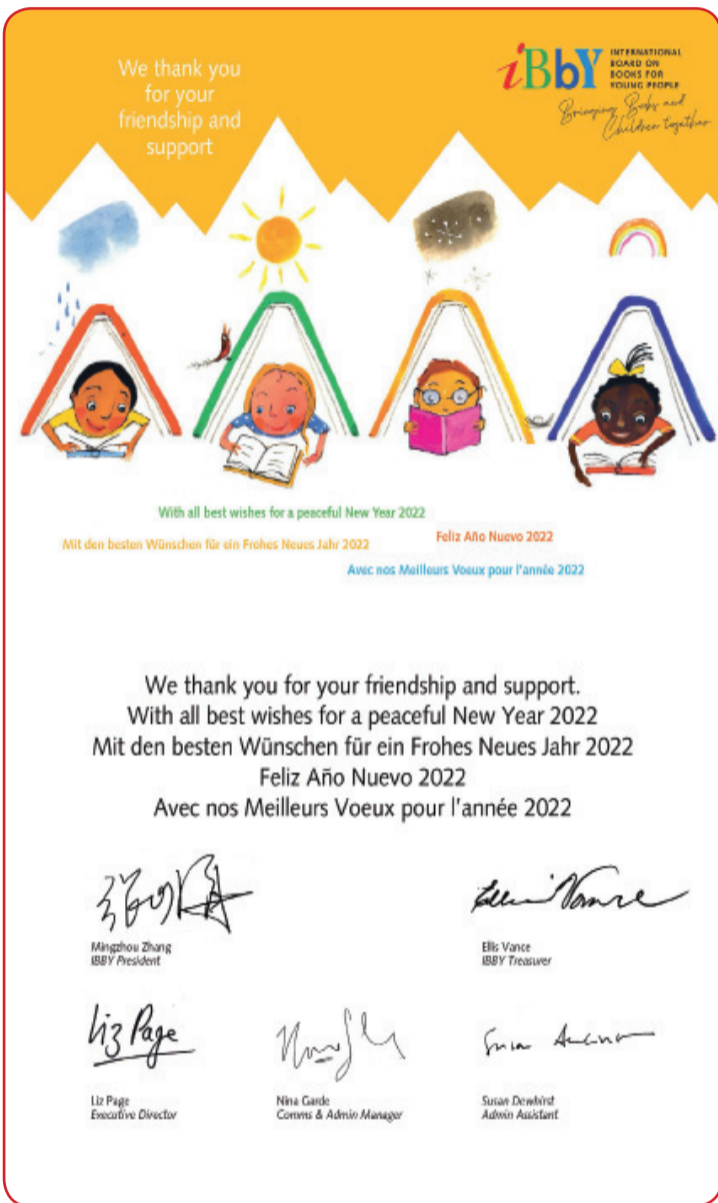 We thank you
for your
friendship and
support
iBbY
INTERNATIONAL
BOARD ON
BOOKS FOR
YOUNG PEOPLE
Bringing Books and
Children together
With all best wishes for a peaceful New Year 2022
Feliz Año Nuevo 2022
Mit den besten Wünschen für ein Frohes Neues Jahr 2022
Avec nos Meilleurs Voeux pour l'année 2022
We thank you for your friendship and support.
With all best wishes for a peaceful New Year 2022
Mit den besten Wünschen für ein Frohes Neues Jahr 2022
Feliz Año Nuevo 2022
Avec nos Meilleurs Voeux pour l'année 2022
Ellis Vance
Mingzhou Zhang
IBBY President
Ellis Vance
IBBY Treasurer
Liz Page
Liz Page
Executive Director
Nina Garde
Comms & Admin Manager
Susan Dewhirst
Admin Assistant